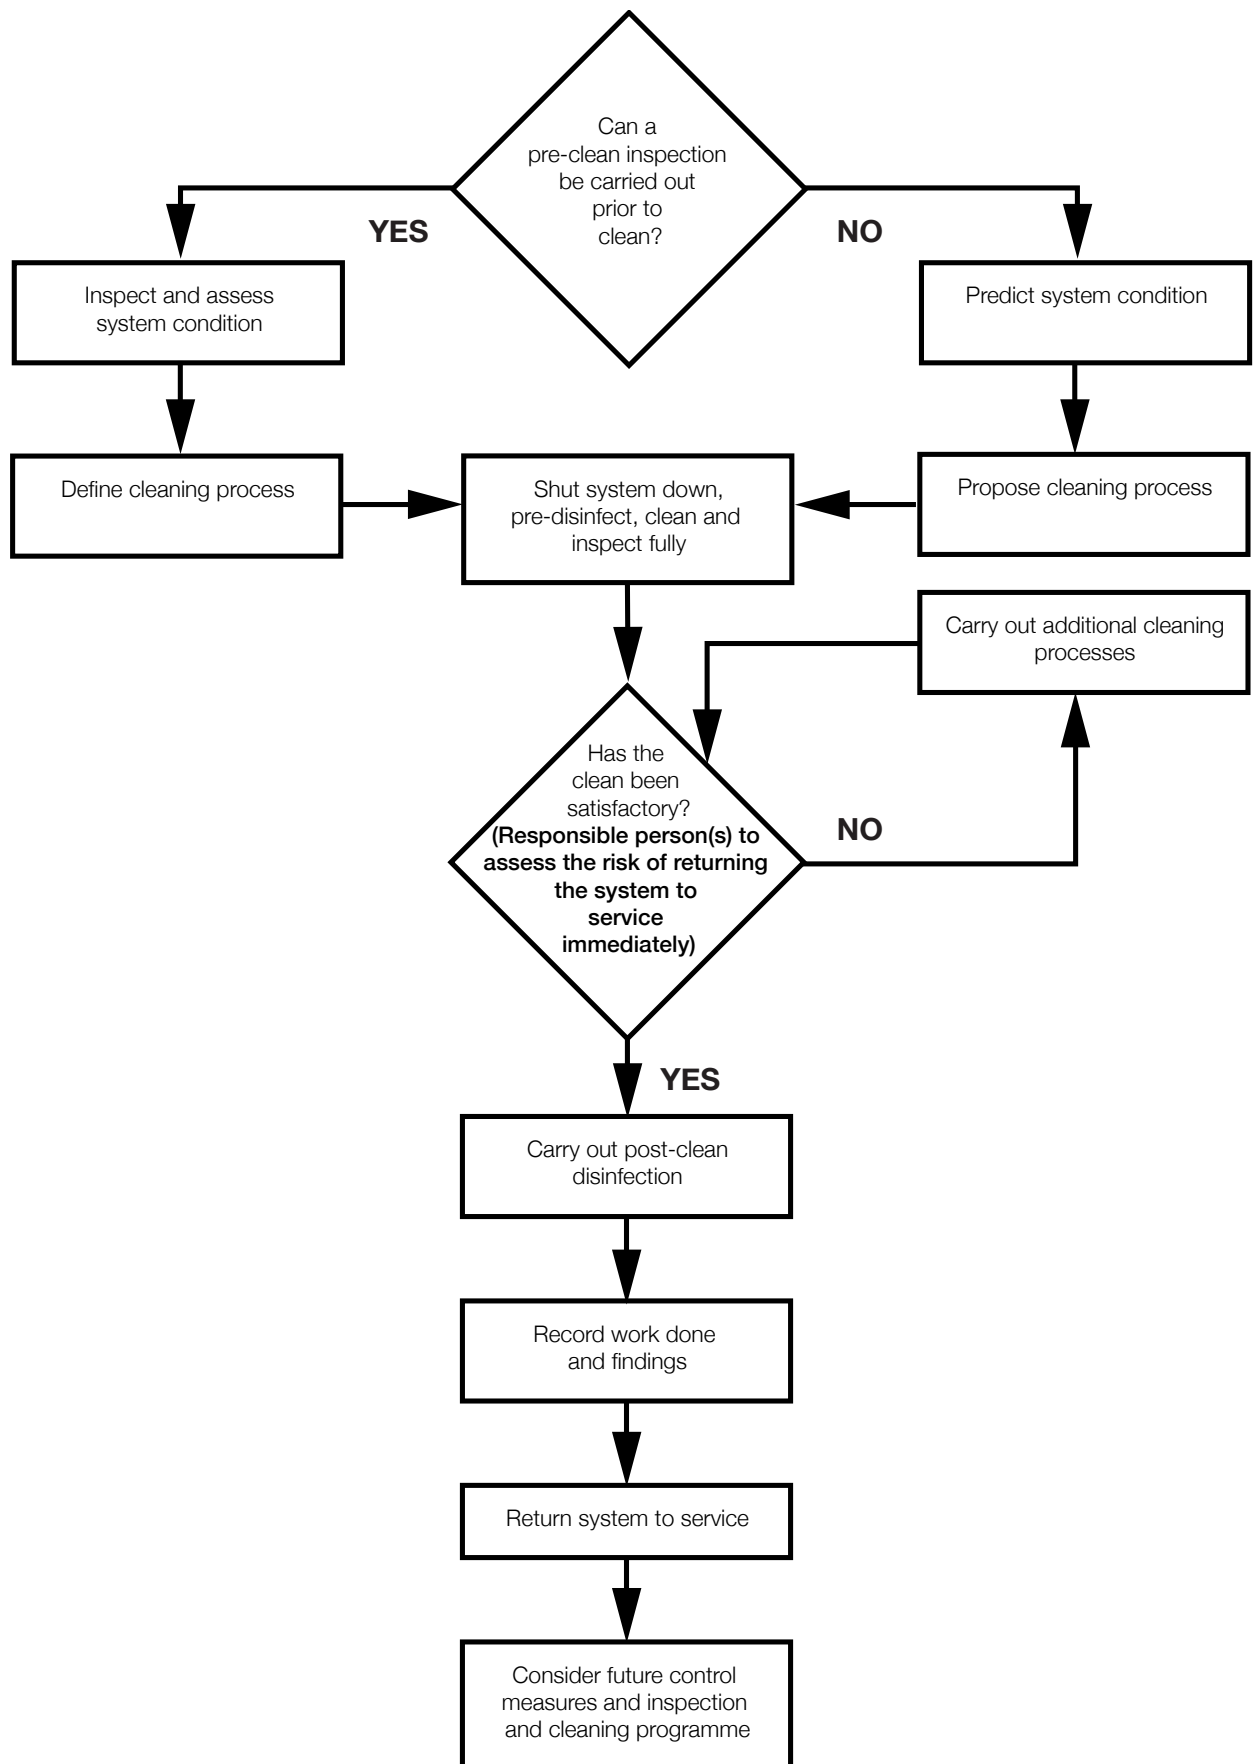 Can a
pre-clean inspection
be carried out
prior to
clean?
YES
NO
Inspect and assess
system condition
Predict system condition
Define cleaning process
Shut system down,
pre-disinfect, clean and
inspect fully
Propose cleaning process
Carry out additional cleaning
processes
Has the
clean been
satisfactory?
(Responsible person(s) to
assess the risk of returning
the system to
service
immediately)
NO
YES
Carry out post-clean
disinfection
Record work done
and findings
Return system to service
Consider future control
measures and inspection
and cleaning programme